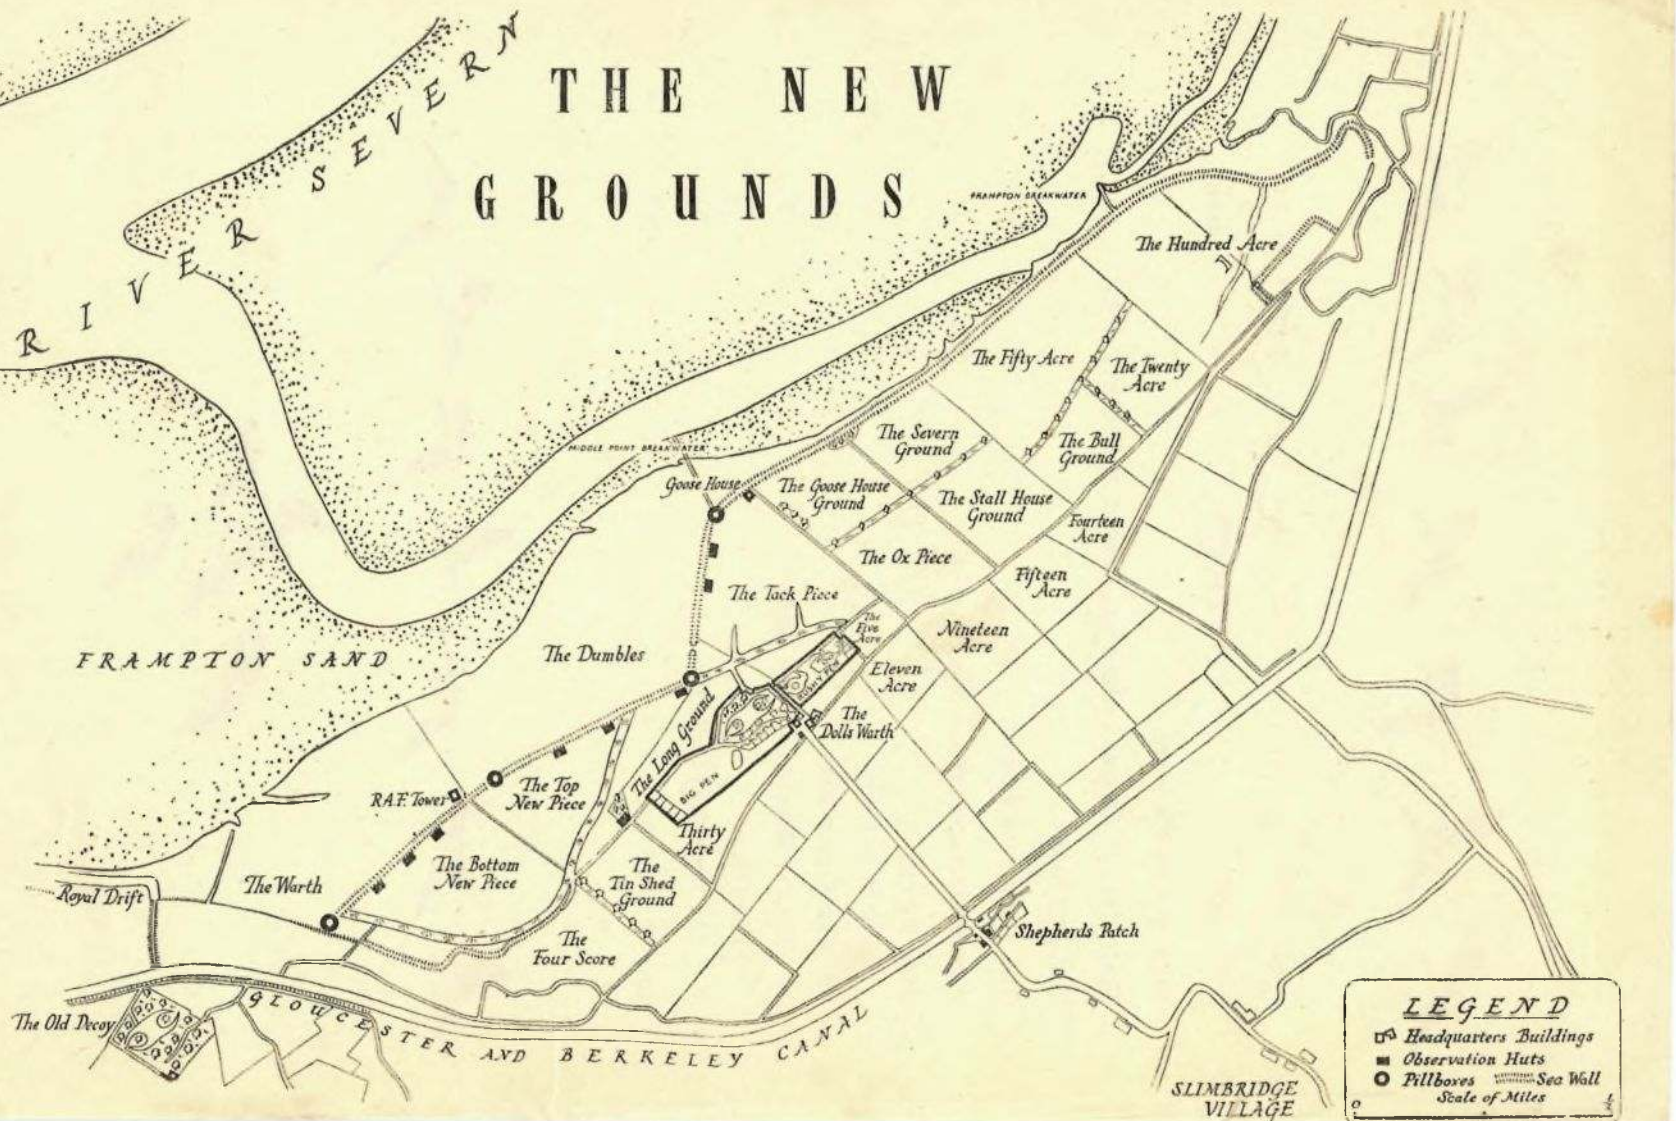 THE NEW
GROUNDS
RIVER SEVERN
FRAMPTON BREAKWATER
The Hundred Acre
The Fifty Acre
The Twenty
Acre
The Severn
Ground
The Bull
Ground
MIDDLE POINT BREAKWATER
Goose House
The Goose House
Ground
The Stall House
Ground
Fourteen
Acre
The Ox Piece
Fifteen
Acre
The Tack Piece
The
Five
Acre
Nineteen
Acre
FRAMPTON SAND
The Dumbles
Eleven
Acre
RUSHY PEN
The Long Ground
The
Dolls Warth
BIG PEN
R.A.F. Tower
The Top
New Piece
Thirty
Acre
The Bottom
New Piece
The
Tin Shed
Ground
Royal Drift
The Warth
The
Four Score
Shepherds Patch
The Old Decoy
GLOUCESTER AND BERKELEY CANAL
SLIMBRIDGE
VILLAGE
LEGEND
Headquarters Buildings
Observation Huts
Pillboxes Sea Wall
Scale of Miles
0 ½